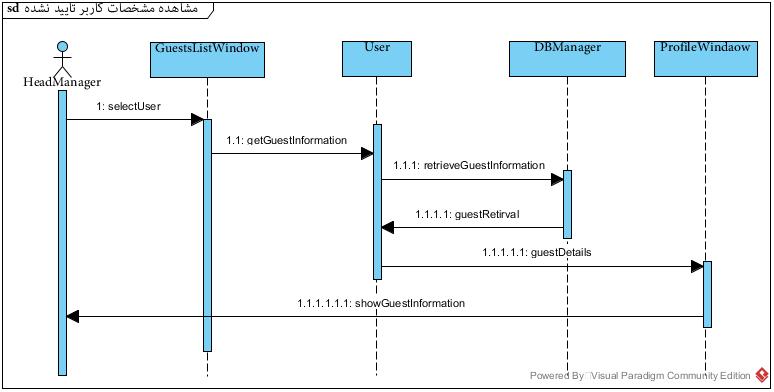 sd مشاهده مشخصات کاربر تایید نشده
HeadManager
GuestsListWindow
User
DBManager
ProfileWindaow
1: selectUser
1.1: getGuestInformation
1.1.1: retrieveGuestInformation
1.1.1.1: guestRetirval
1.1.1.1.1: guestDetails
1.1.1.1.1.1: showGuestInformation
Powered By Visual Paradigm Community Edition